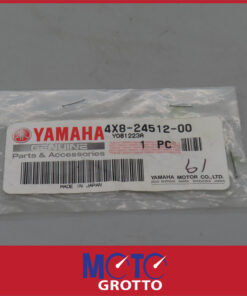 YAMAHA
4X8-24512-00
Y081223A
GENUINE
Parts & Accessories
1 PC
61
MADE IN JAPAN
YAMAHA MOTOR CO., LTD.
MOTO
GROTTO